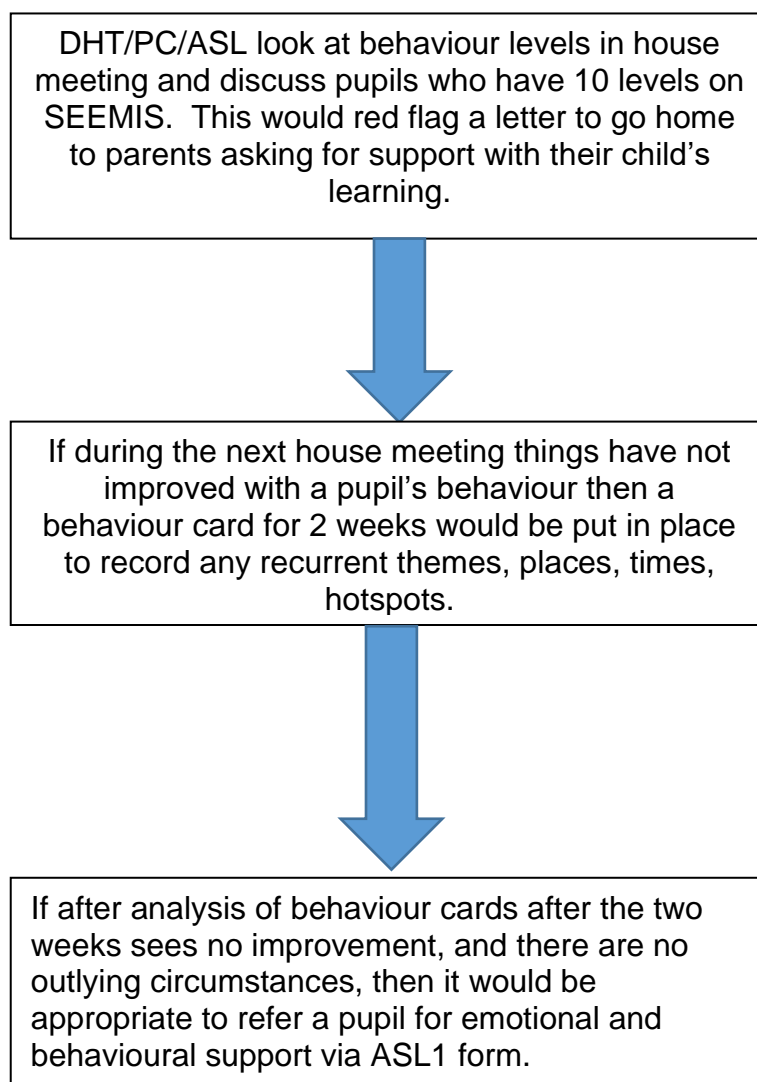 DHT/PC/ASL look at behaviour levels in house
meeting and discuss pupils who have 10 levels on
SEEMIS.  This would red flag a letter to go home
to parents asking for support with their child’s
learning.
If during the next house meeting things have not
improved with a pupil’s behaviour then a
behaviour card for 2 weeks would be put in place
to record any recurrent themes, places, times,
hotspots.
If after analysis of behaviour cards after the two
weeks sees no improvement, and there are no
outlying circumstances, then it would be
appropriate to refer a pupil for emotional and
behavioural support via ASL1 form.